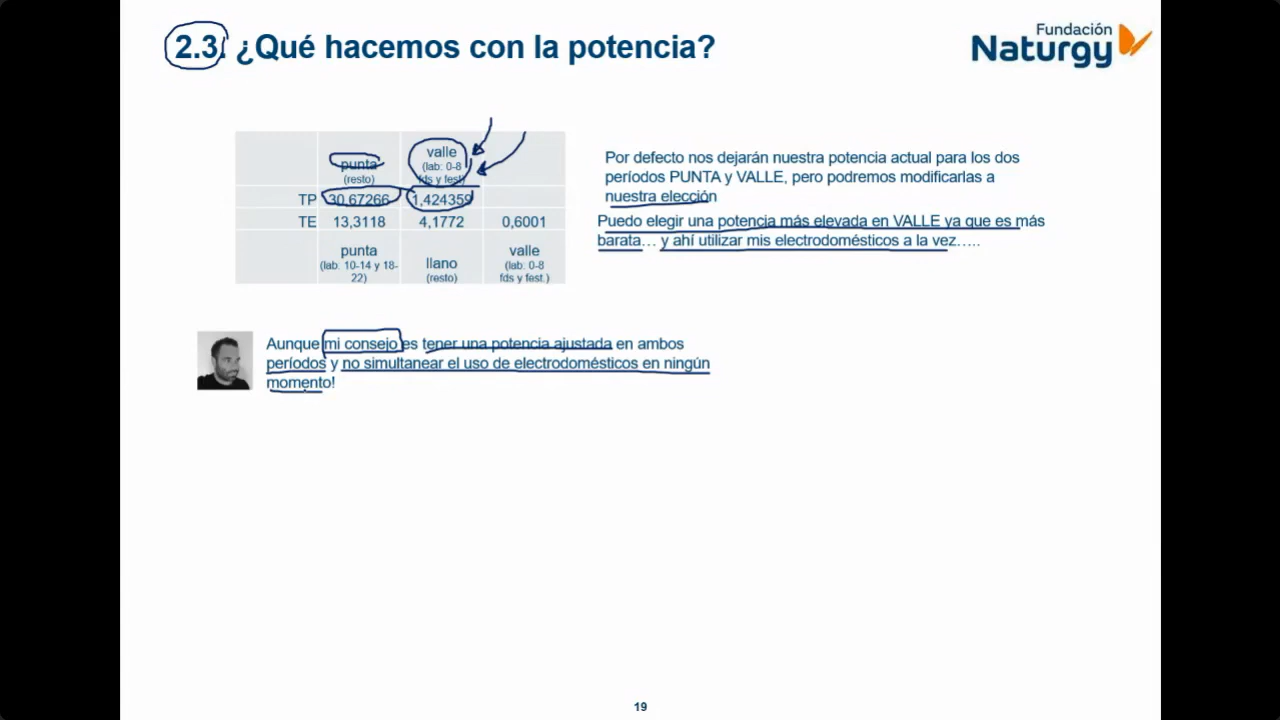 2.3. ¿Qué hacemos con la potencia?
Fundación
Naturgy
punta
(resto)
valle
(lab: 0-8
fds y fest)
TP 30,67266 1,424359
TE 13,3118 4,1772 0,6001
punta
(lab: 10-14 y 18-
22)
llano
(resto)
valle
(lab: 0-8
fds y fest.)
Por defecto nos dejarán nuestra potencia actual para los dos
períodos PUNTA y VALLE, pero podremos modificarlas a
nuestra elección
Puedo elegir una potencia más elevada en VALLE ya que es más
barata… y ahí utilizar mis electrodomésticos a la vez…..
Aunque mi consejo es tener una potencia ajustada en ambos
períodos y no simultanear el uso de electrodomésticos en ningún
momento!
19